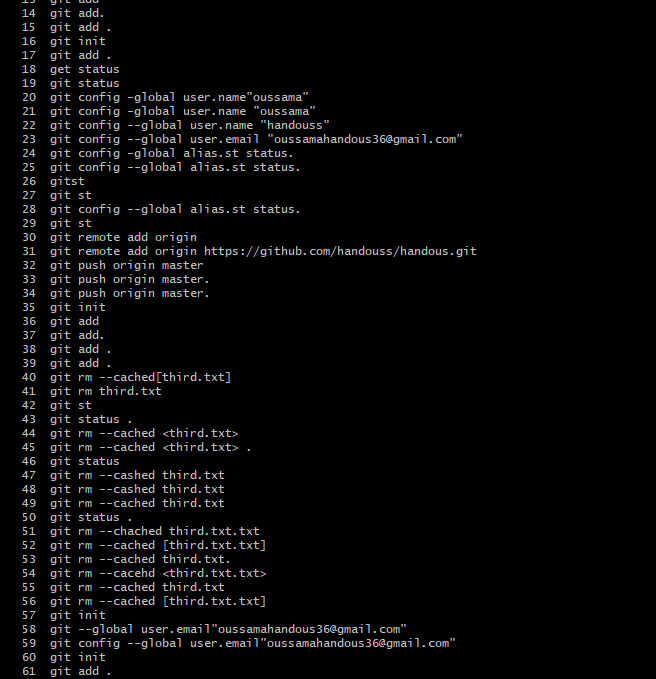 13 git add
14 git add.
15 git add .
16 git init
17 git add .
18 get status
19 git status
20 git config -global user.name"oussama"
21 git config -global user.name "oussama"
22 git config --global user.name "handouss"
23 git config --global user.email "oussamahandous36@gmail.com"
24 git config -global alias.st status.
25 git config --global alias.st status.
26 gitst
27 git st
28 git config --global alias.st status.
29 git st
30 git remote add origin
31 git remote add origin https://github.com/handouss/handous.git
32 git push origin master
33 git push origin master.
34 git push origin master.
35 git init
36 git add
37 git add.
38 git add .
39 git add .
40 git rm --cached[third.txt]
41 git rm third.txt
42 git st
43 git status .
44 git rm --cached <third.txt>
45 git rm --cached <third.txt> .
46 git status
47 git rm --cashed third.txt
48 git rm --cashed third.txt
49 git rm --cached third.txt
50 git status .
51 git rm --chached third.txt.txt
52 git rm --cached [third.txt.txt]
53 git rm --cached third.txt.
54 git rm --cacehd <third.txt.txt>
55 git rm --cached third.txt
56 git rm --cached [third.txt.txt]
57 git init
58 git --global user.email"oussamahandous36@gmail.com"
59 git config --global user.email"oussamahandous36@gmail.com"
60 git init
61 git add .